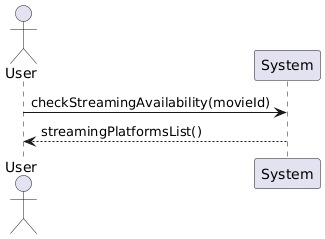 User
System
checkStreamingAvailability(movieId)
streamingPlatformsList()
User
System